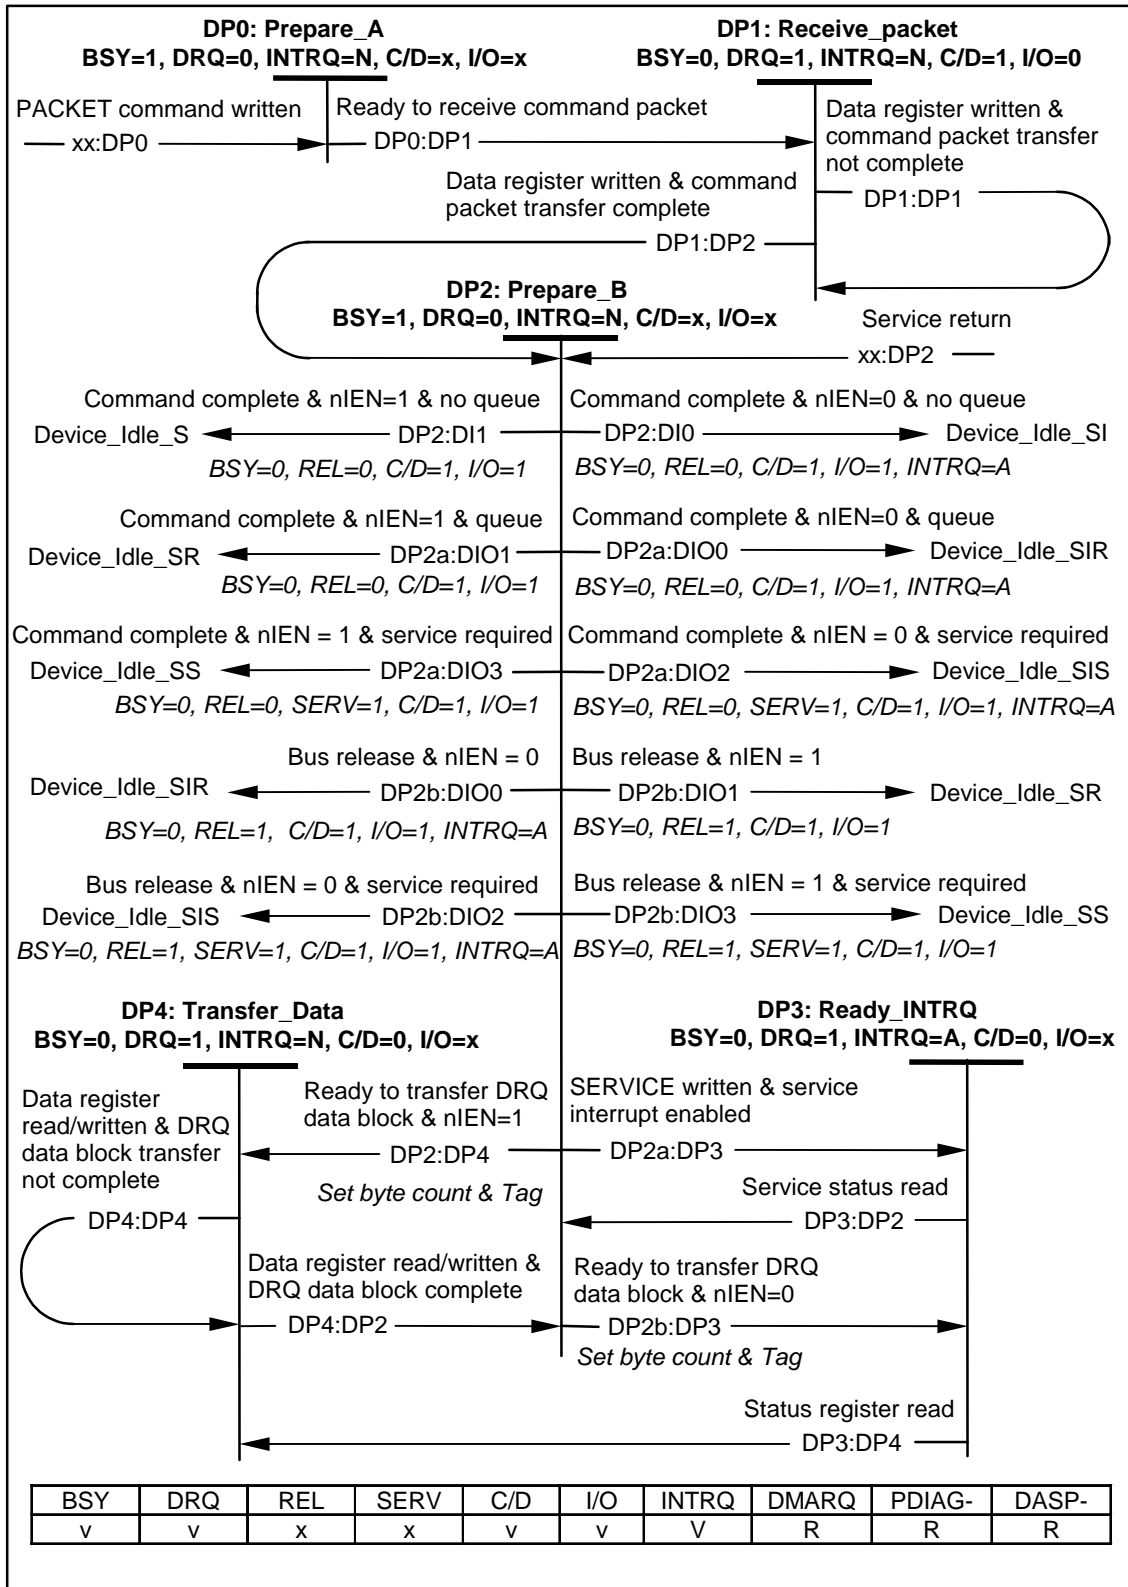 DP0: Prepare_A
BSY=1, DRQ=0, INTRQ=N, C/D=x, I/O=x
DP1: Receive_packet
BSY=0, DRQ=1, INTRQ=N, C/D=1, I/O=0
PACKET command written
xx:DP0
Ready to receive command packet
DP0:DP1
Data register written &
command packet transfer
not complete
DP1:DP1
Data register written & command
packet transfer complete
DP1:DP2
DP2: Prepare_B
BSY=1, DRQ=0, INTRQ=N, C/D=x, I/O=x
Service return
xx:DP2
Command complete & nIEN=1 & no queue
Device_Idle_S
DP2:DI1
BSY=0, REL=0, C/D=1, I/O=1
Command complete & nIEN=0 & no queue
DP2:DI0
Device_Idle_SI
BSY=0, REL=0, C/D=1, I/O=1, INTRQ=A
Command complete & nIEN=1 & queue
Device_Idle_SR
DP2a:DIO1
BSY=0, REL=0, C/D=1, I/O=1
Command complete & nIEN=0 & queue
DP2a:DIO0
Device_Idle_SIR
BSY=0, REL=0, C/D=1, I/O=1, INTRQ=A
Command complete & nIEN = 1 & service required
Device_Idle_SS
DP2a:DIO3
BSY=0, REL=0, SERV=1, C/D=1, I/O=1
Command complete & nIEN = 0 & service required
DP2a:DIO2
Device_Idle_SIS
BSY=0, REL=0, SERV=1, C/D=1, I/O=1, INTRQ=A
Bus release & nIEN = 0
Device_Idle_SIR
DP2b:DIO0
BSY=0, REL=1, C/D=1, I/O=1, INTRQ=A
Bus release & nIEN = 1
DP2b:DIO1
Device_Idle_SR
BSY=0, REL=1, C/D=1, I/O=1
Bus release & nIEN = 0 & service required
Device_Idle_SIS
DP2b:DIO2
BSY=0, REL=1, SERV=1, C/D=1, I/O=1, INTRQ=A
Bus release & nIEN = 1 & service required
DP2b:DIO3
Device_Idle_SS
BSY=0, REL=1, SERV=1, C/D=1, I/O=1
DP4: Transfer_Data
BSY=0, DRQ=1, INTRQ=N, C/D=0, I/O=x
DP3: Ready_INTRQ
BSY=0, DRQ=1, INTRQ=A, C/D=0, I/O=x
Data register
read/written & DRQ
data block transfer
not complete
DP4:DP4
Ready to transfer DRQ
data block & nIEN=1
DP2:DP4
Set byte count & Tag
SERVICE written & service
interrupt enabled
DP2a:DP3
Service status read
DP3:DP2
Data register read/written &
DRQ data block complete
DP4:DP2
Ready to transfer DRQ
data block & nIEN=0
DP2b:DP3
Set byte count & Tag
Status register read
DP3:DP4
BSY DRQ REL SERV C/D I/O INTRQ DMARQ PDIAG- DASP-
v v x x v v V R R R